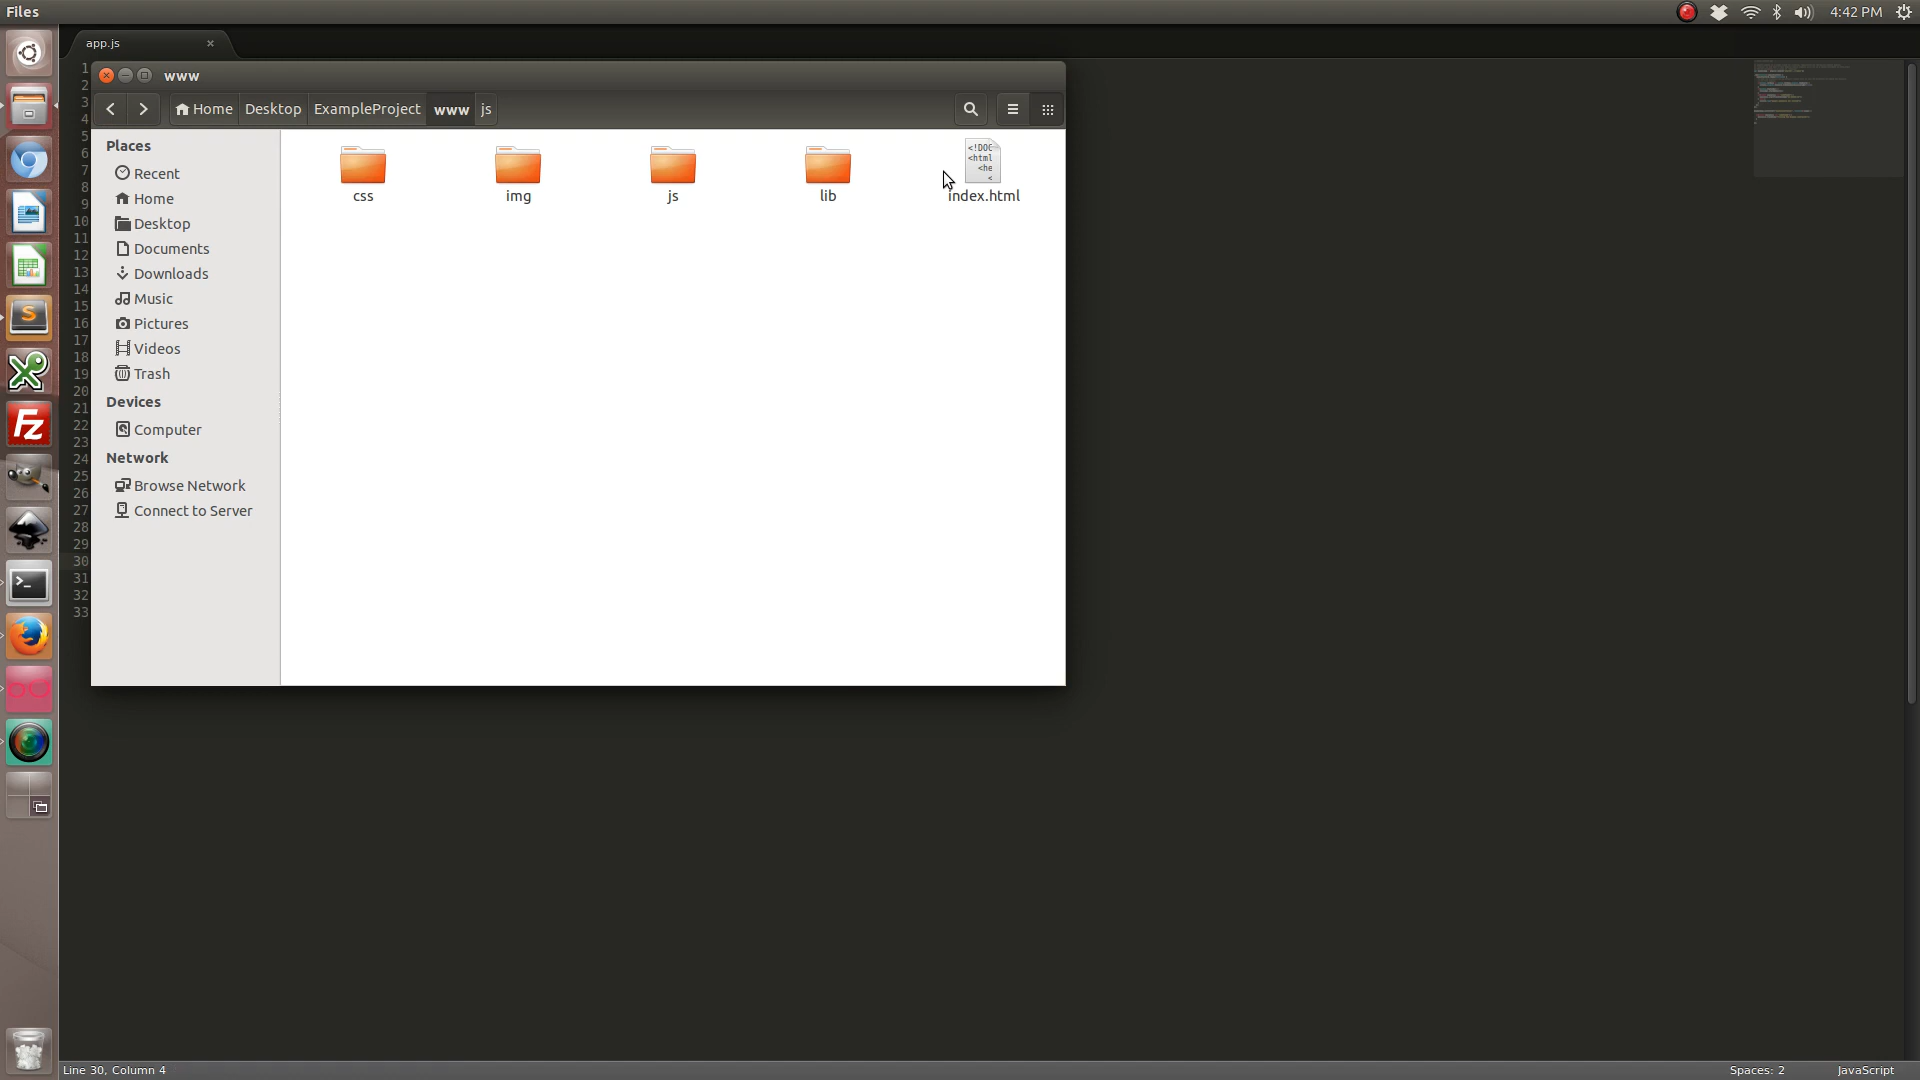 Files
4:42 PM
app.js
www
Home
Desktop
ExampleProject
www
js
Places
Recent
Home
Desktop
Documents
Downloads
Music
Pictures
Videos
Trash
Devices
Computer
Network
Browse Network
Connect to Server
css
img
js
lib
<!DOC
<html
<he
<
index.html
1
2
3
4
5
6
7
8
9
10
11
12
13
14
15
16
17
18
19
20
21
22
23
24
25
26
27
28
29
30
31
32
33
S
Fz
>_
Line 30, Column 4
Spaces: 2
JavaScript